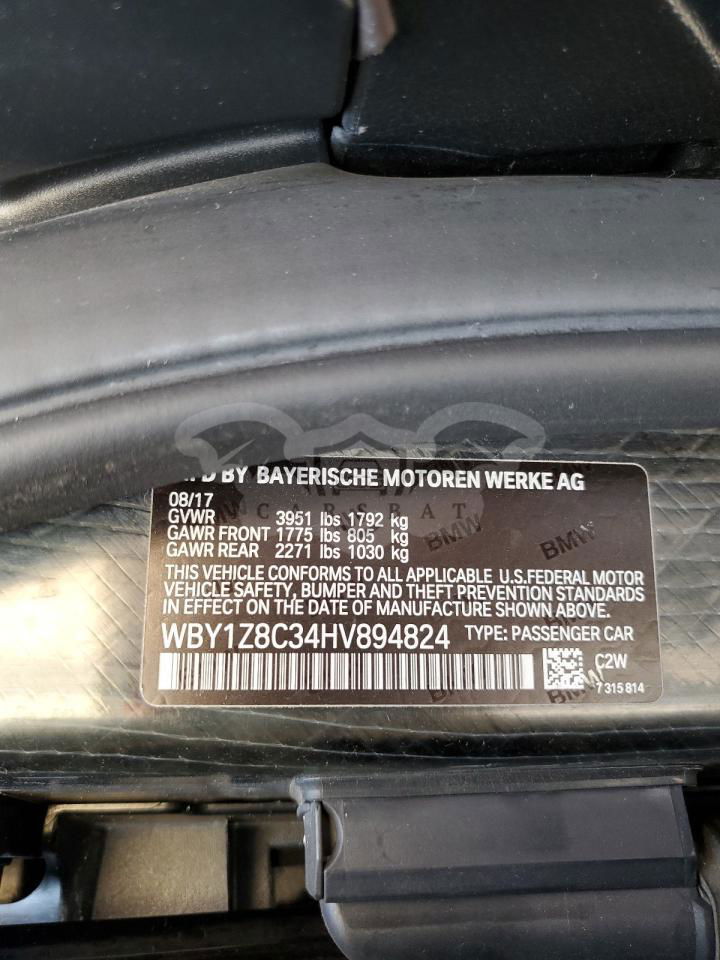 BY BAYERISCHE MOTOREN WERKE AG
08/17
CARSBAT
GVWR 3951 lbs 1792 kg
GAWR FRONT 1775 lbs 805 kg
GAWR REAR 2271 lbs 1030 kg
BMW
BMW
THIS VEHICLE CONFORMS TO ALL APPLICABLE U.S.FEDERAL MOTOR
VEHICLE SAFETY, BUMPER AND THEFT PREVENTION STANDARDS
IN EFFECT ON THE DATE OF MANUFACTURE SHOWN ABOVE.
WBY1Z8C34HV894824 TYPE: PASSENGER CAR
C2W
7 315 814
BMW